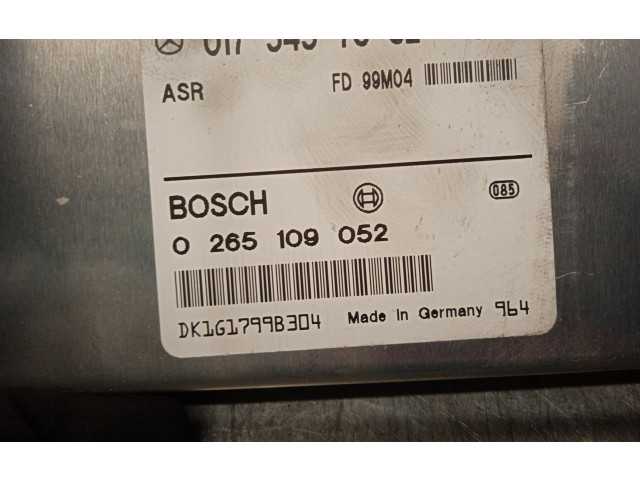 ASR FD 99M04
BOSCH 085
0 265 109 052
DK1G1799B304 Made in Germany 964